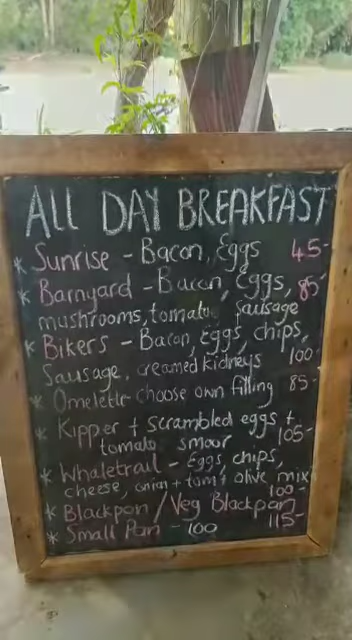 ALL DAY BREAKFAST
* Sunrise - Bacon, Eggs 45-
* Barnyard - Bacon, Eggs, 85-
mushrooms, tomatoe, Sausage
* Bikers - Bacon, Eggs, chips,
Sausage, creamed kidneys 100-
* Omelette - choose own filling 85-
* Kipper + scrambled eggs +
tomato smoor 105-
* Whaletrail - Eggs, chips,
cheese, onion + tom + olive mix
100-
* Blackpan / Veg Blackpan
* Small Pan - 100 115-